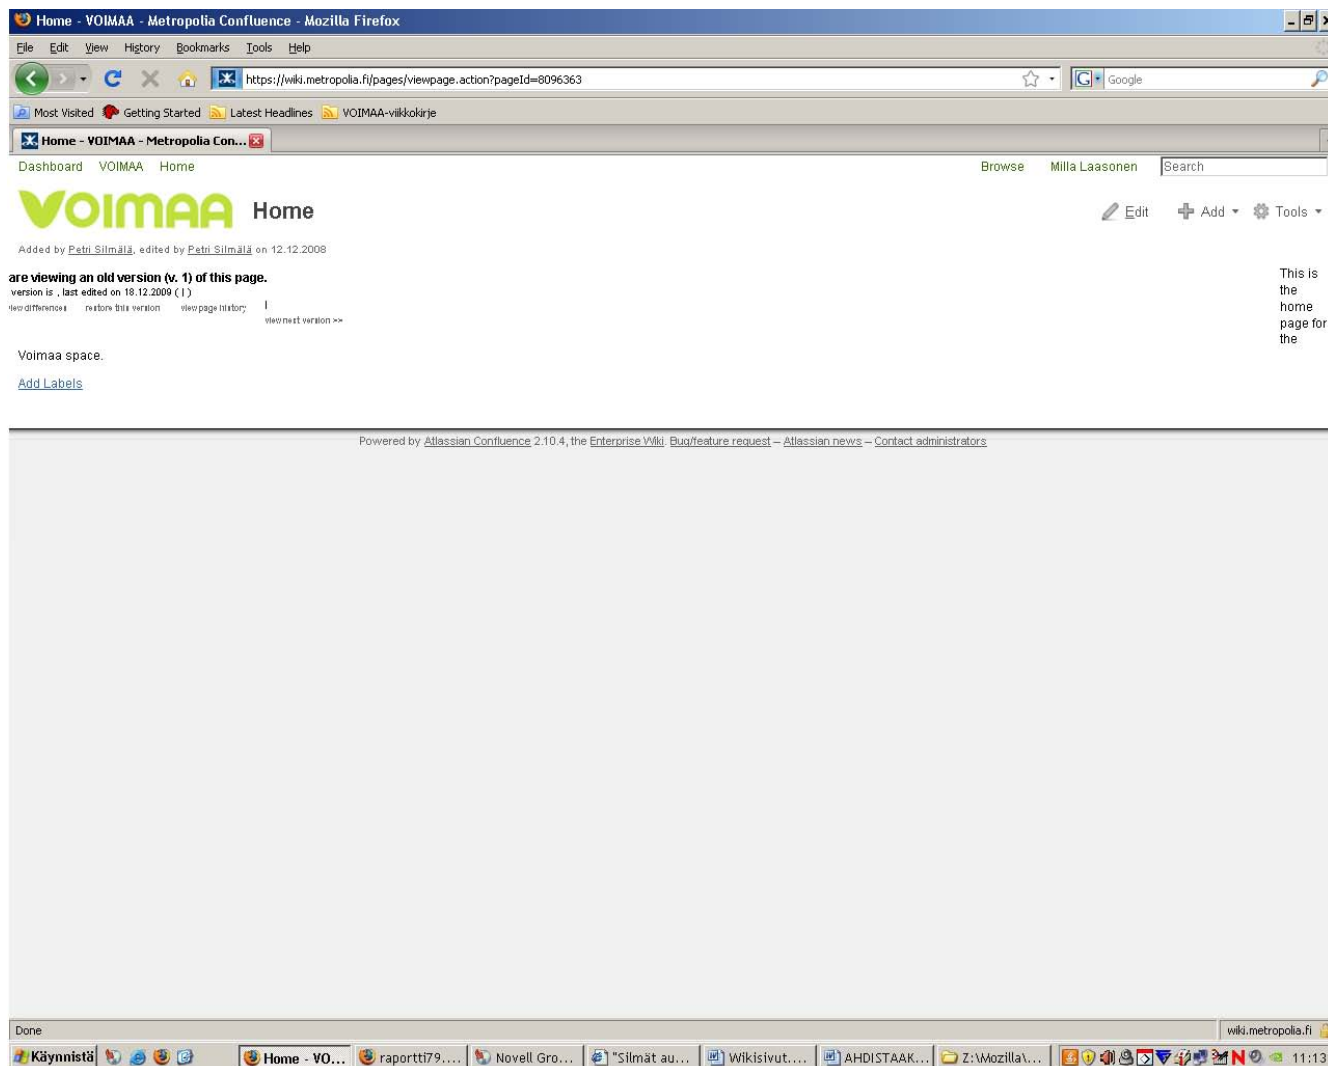 Home - VOIMAA - Metropolia Confluence - Mozilla Firefox
File Edit View History Bookmarks Tools Help
https://wiki.metropolia.fi/pages/viewpage.action?pageId=8096363 Google
Most Visited Getting Started Latest Headlines VOIMAA-viikkokirje
Home - VOIMAA - Metropolia Con...
Dashboard VOIMAA Home Browse Milla Laasonen Search
VOIMAA Home Edit Add Tools
Added by Petri Silmälä, edited by Petri Silmälä on 12.12.2008
are viewing an old version (v. 1) of this page.
version is , last edited on 18.12.2009 ( | )
view differences restore this version view page history |
view next version >>
This is
the
home
page for
the
Voimaa space.
Add Labels
Powered by Atlassian Confluence 2.10.4, the Enterprise Wiki. Bug/feature request – Atlassian news – Contact administrators
Done wiki.metropolia.fi
Käynnistä Home - VO... raportti79.... Novell Gro... "Silmät au... Wikisivut.... AHDISTAAK... Z:\Mozilla\... 11:13